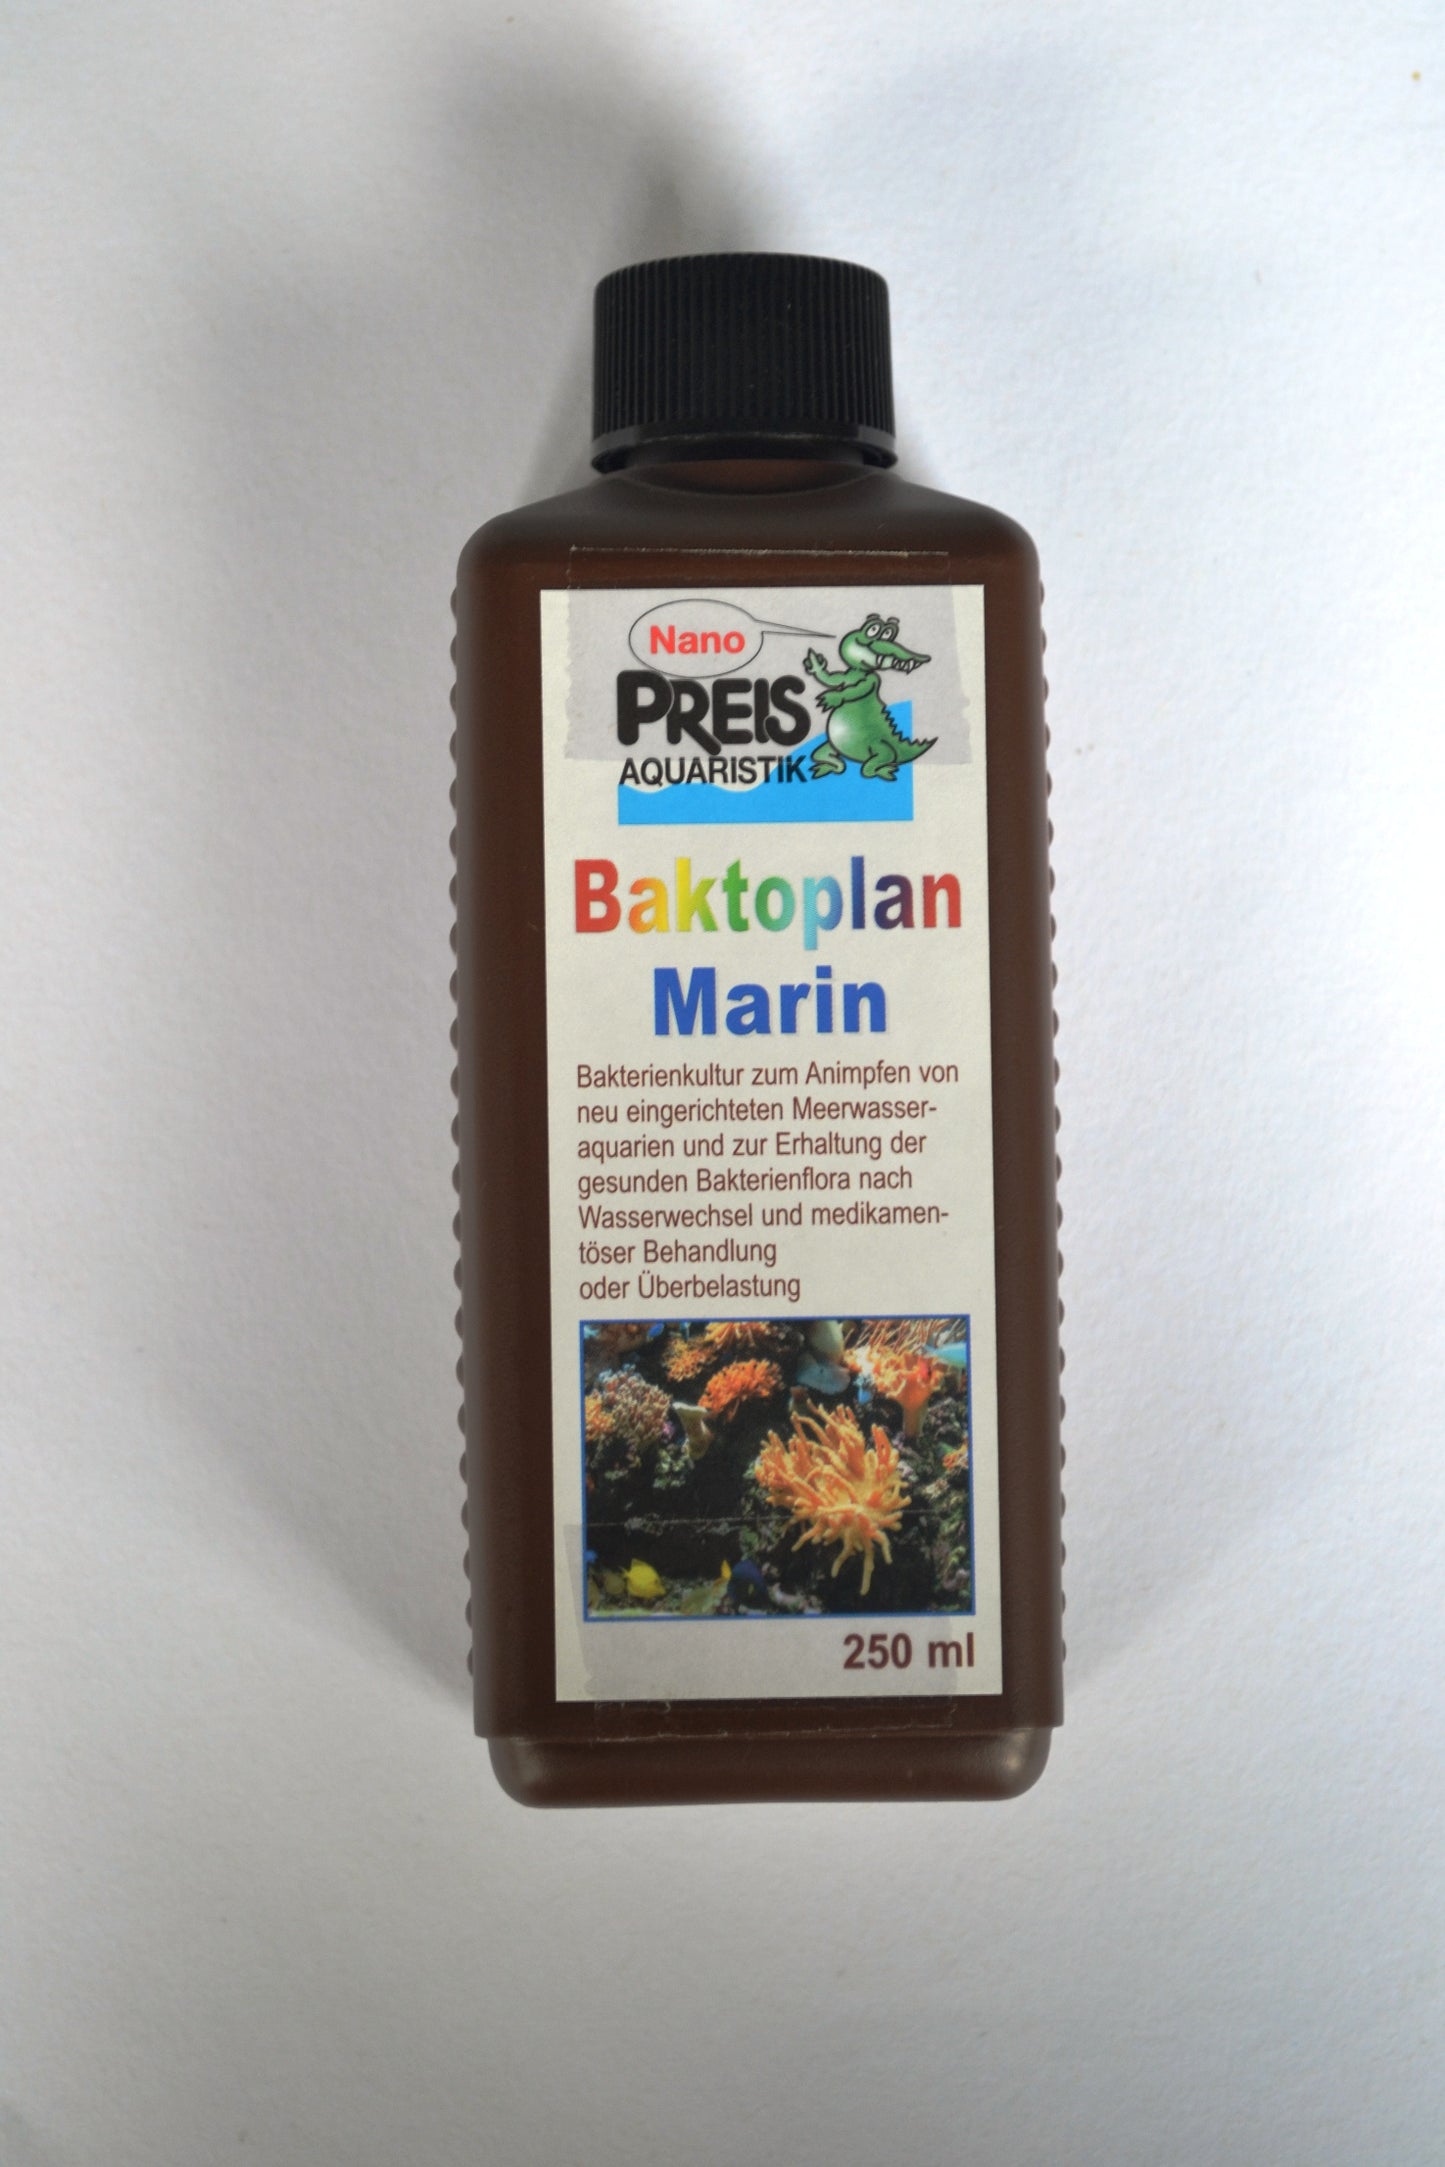 Nano
PREIS
AQUARISTIK
Baktoplan
Marin
Bakterienkultur zum Animpfen von
neu eingerichteten Meerwasser-
aquarien und zur Erhaltung der
gesunden Bakterienflora nach
Wasserwechsel und medikamen-
töser Behandlung
oder Überbelastung
250 ml